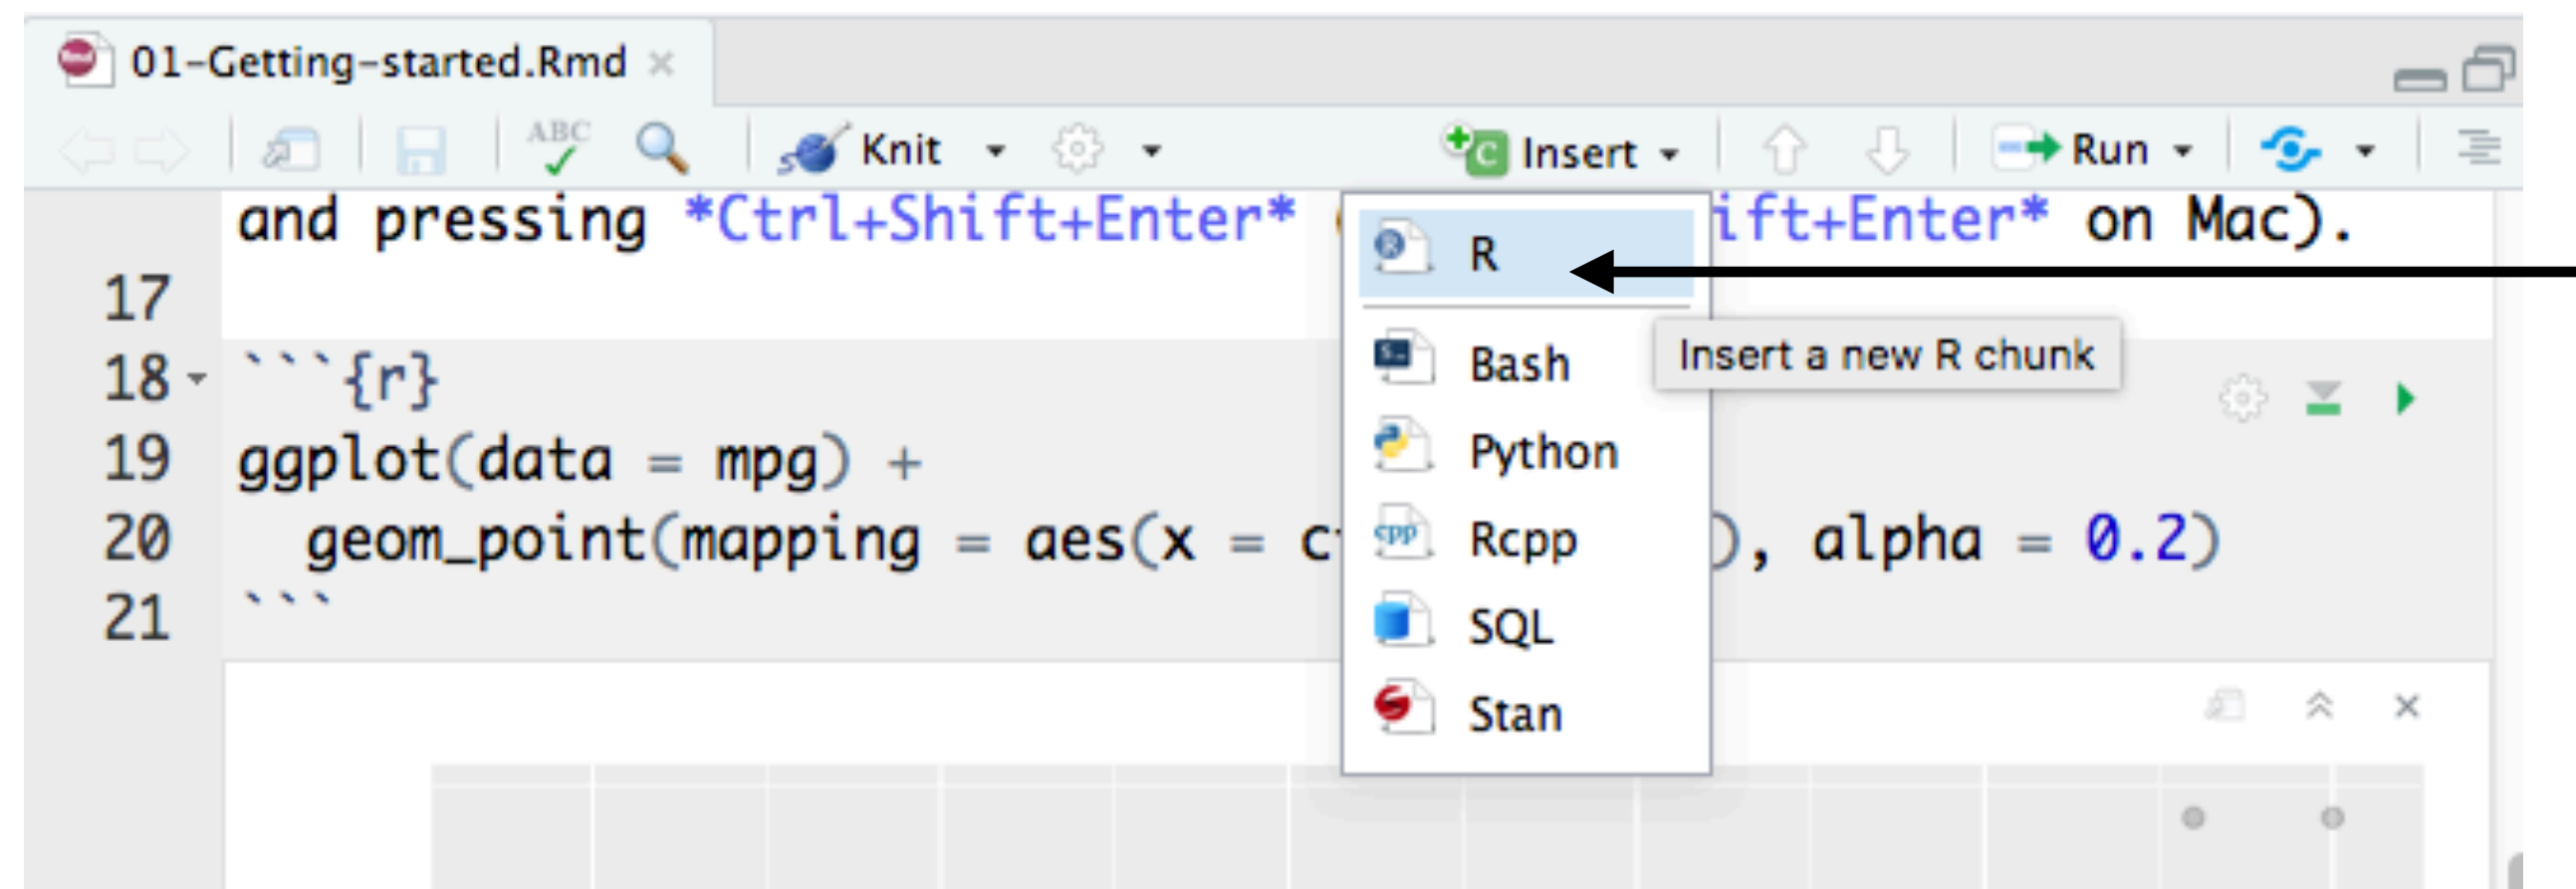 01-Getting-started.Rmd
ABC Knit Insert Run
and pressing *Ctrl+Shift+Enter* ift+Enter* on Mac).
17
18 ```{r}
19 ggplot(data = mpg) +
20 geom_point(mapping = aes(x = c ), alpha = 0.2)
21 ```
R
Insert a new R chunk
Bash
Python
Rcpp
SQL
Stan